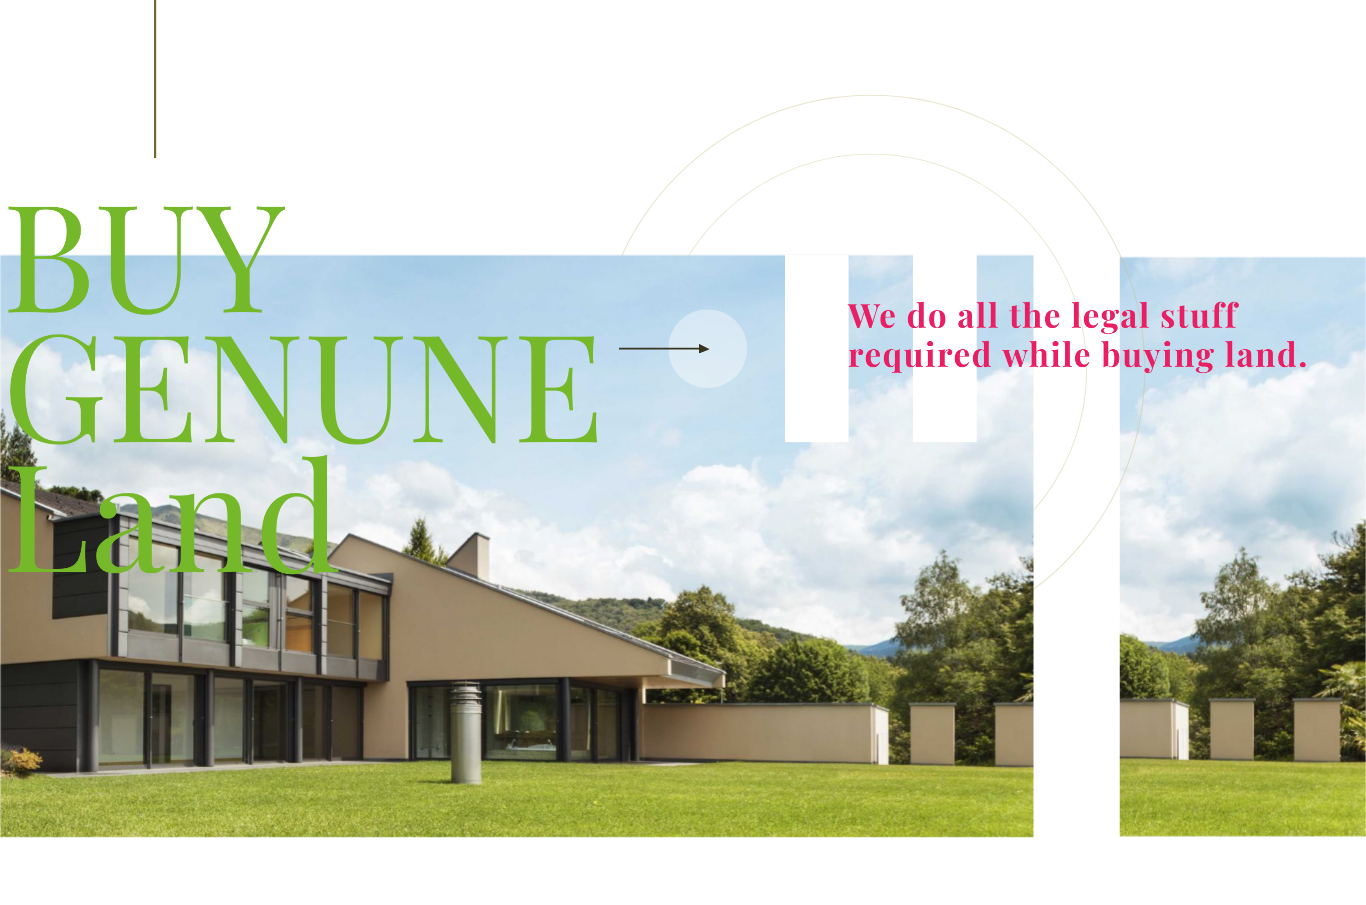 BUY
GENUNE
Land
We do all the legal stuff
required while buying land.